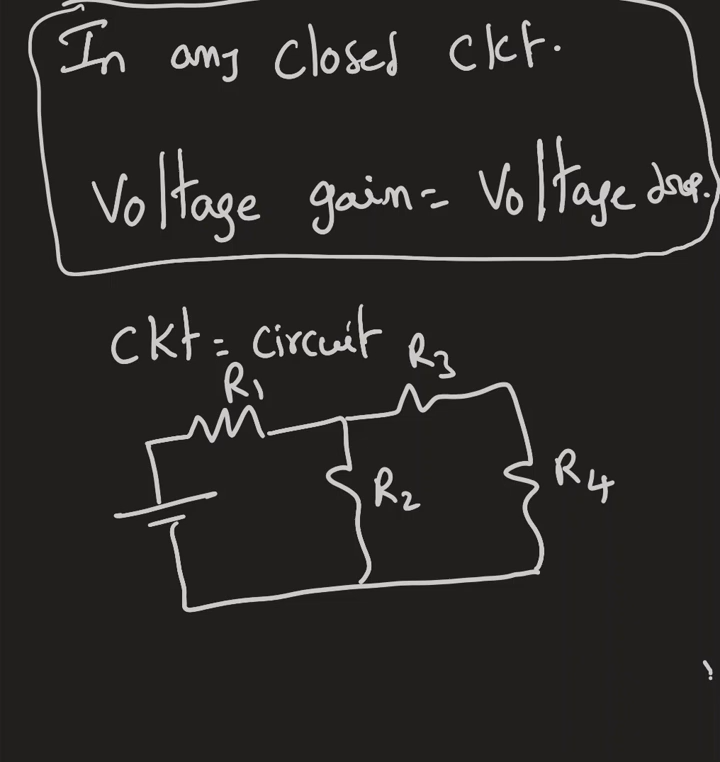 In any closed ckt.
Voltage gain = Voltage drop.
ckt = circuit
R1
R3
R2
R4